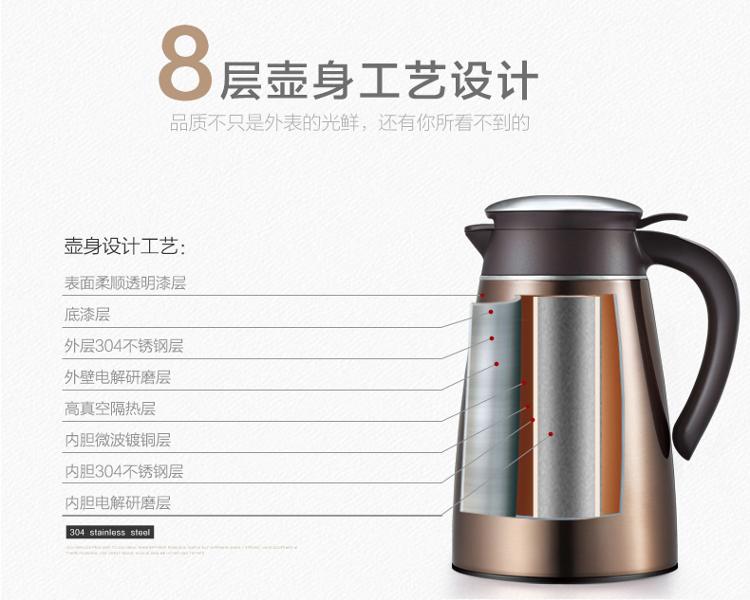 8层壶身工艺设计
品质不只是外表的光鲜，还有你所看不到的
壶身设计工艺：
表面柔顺透明漆层
底漆层
外层304不锈钢层
外壁电解研磨层
高真空隔热层
内胆微波镀铜层
内胆304不锈钢层
内胆电解研磨层
304 stainless steel